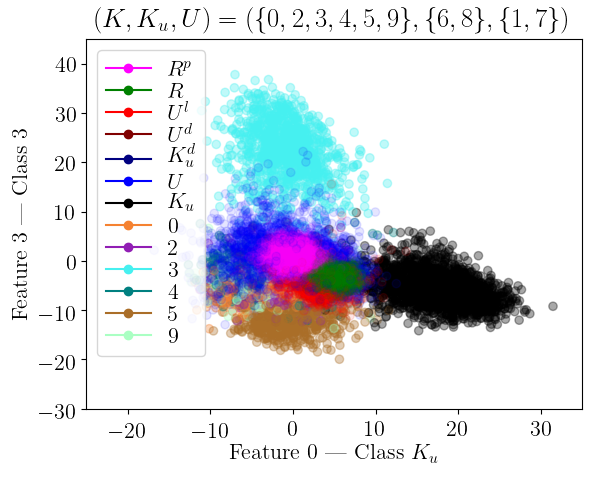 (K, K_u, U) = ({0, 2, 3, 4, 5, 9}, {6, 8}, {1, 7})
Feature 3 — Class 3
40
30
20
10
0
−10
−20
−30
R^p
R
U^l
U^d
K_u^d
U
K_u
0
2
3
4
5
9
−20 −10 0 10 20 30
Feature 0 — Class K_u